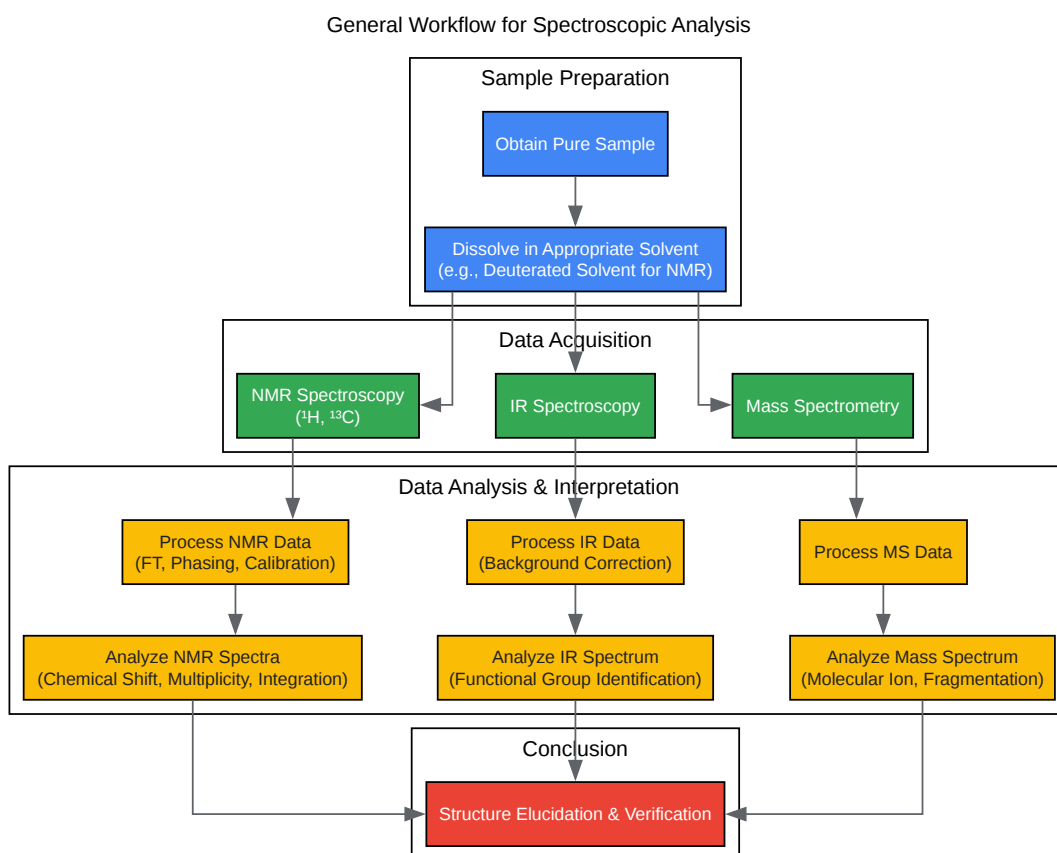 General Workflow for Spectroscopic Analysis
Sample Preparation
Obtain Pure Sample
Dissolve in Appropriate Solvent
(e.g., Deuterated Solvent for NMR)
Data Acquisition
NMR Spectroscopy
(¹H, ¹³C)
IR Spectroscopy
Mass Spectrometry
Data Analysis & Interpretation
Process NMR Data
(FT, Phasing, Calibration)
Process IR Data
(Background Correction)
Process MS Data
Analyze NMR Spectra
(Chemical Shift, Multiplicity, Integration)
Analyze IR Spectrum
(Functional Group Identification)
Analyze Mass Spectrum
(Molecular Ion, Fragmentation)
Conclusion
Structure Elucidation & Verification